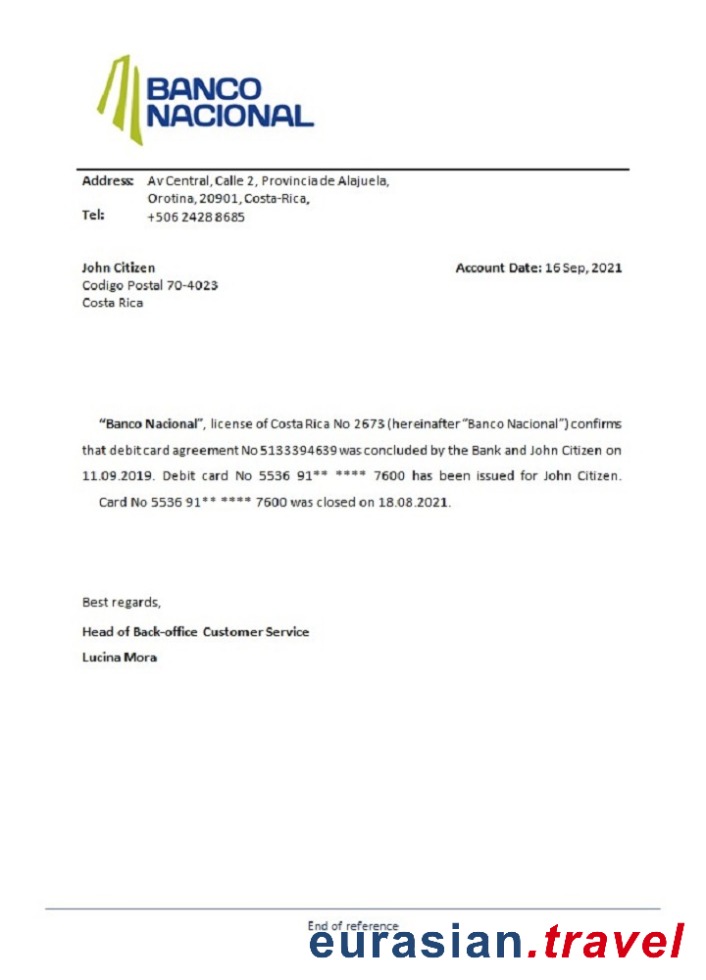 BANCO
NACIONAL
Address: Av Central, Calle 2, Provincia de Alajuela,
Orotina, 20901, Costa-Rica,
Tel: +506 2428 8685
John Citizen Account Date: 16 Sep, 2021
Codigo Postal 70-4023
Costa Rica
“Banco Nacional”, license of Costa Rica No 2673 (hereinafter “Banco Nacional”) confirms
that debit card agreement No 5133394639 was concluded by the Bank and John Citizen on
11.09.2019. Debit card No 5536 91** **** 7600 has been issued for John Citizen.
Card No 5536 91** **** 7600 was closed on 18.08.2021.
Best regards,
Head of Back-office Customer Service
Lucina Mora
End of reference
eurasian.travel